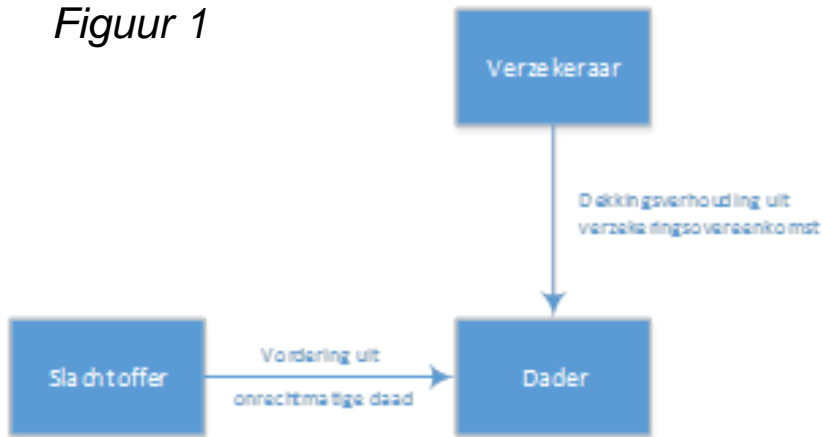 Figuur 1
Verzekeraar
Dekkingsverhouding uit
verzekeringsovereenkomst
Slachtoffer
Vordering uit
onrechtmatige daad
Dader